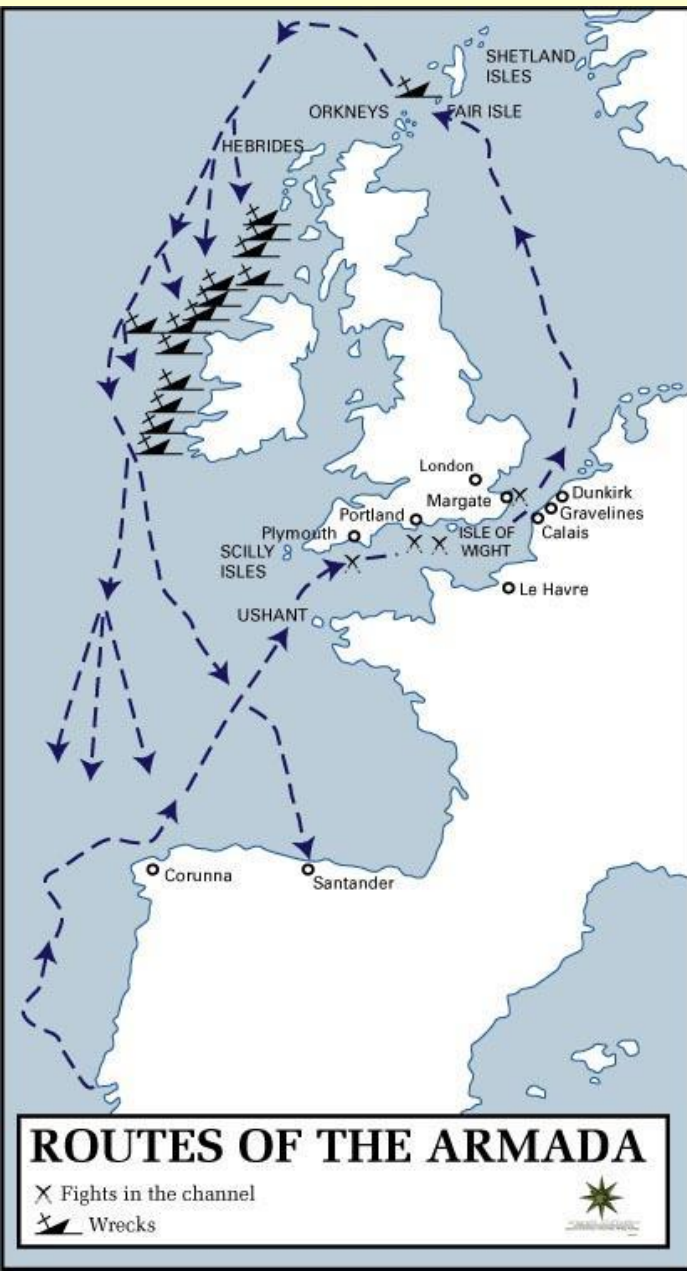 SHETLAND
ISLES
ORKNEYS
FAIR ISLE
HEBRIDES
London
Margate
Dunkirk
Gravelines
Calais
Portland
Plymouth
ISLE OF
WIGHT
SCILLY
ISLES
Le Havre
USHANT
Corunna
Santander
ROUTES OF THE ARMADA
Fights in the channel
Wrecks